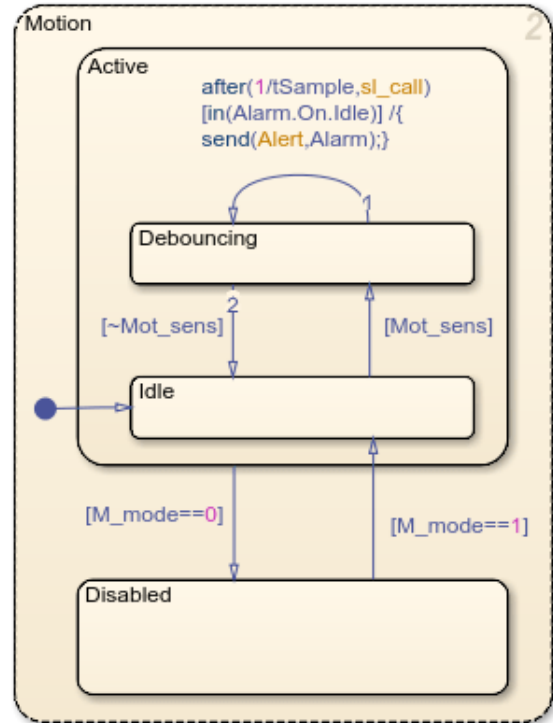 Motion
2
Active
after(1/tSample,sl_call)
[in(Alarm.On.Idle)] /{
send(Alert,Alarm);}
1
Debouncing
2
[~Mot_sens]
[Mot_sens]
Idle
[M_mode==0]
[M_mode==1]
Disabled